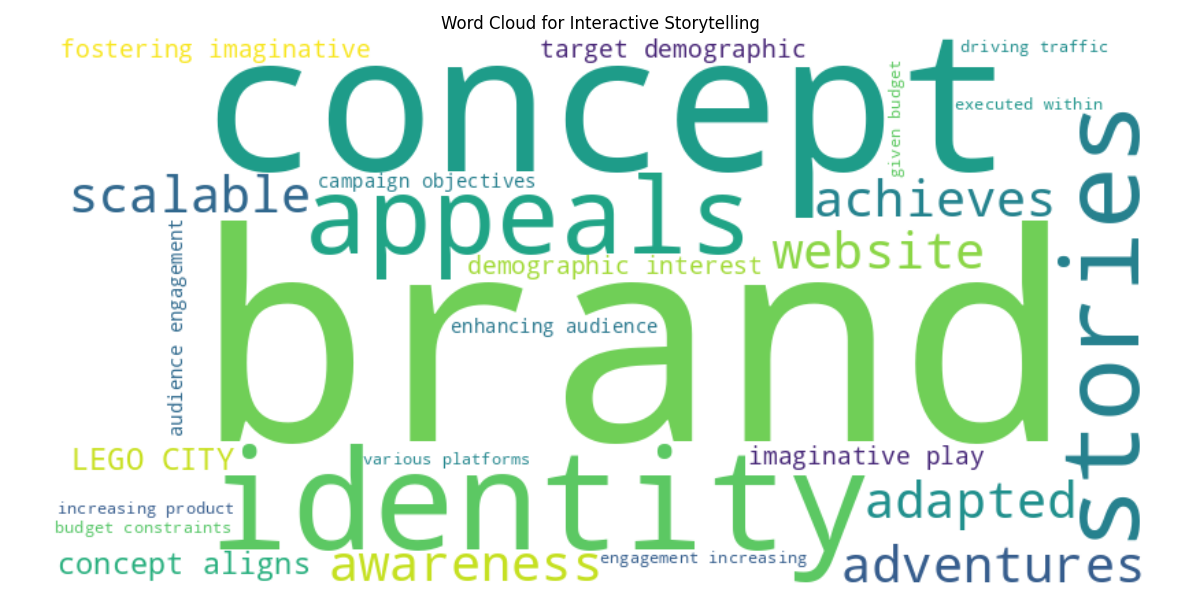 Word Cloud for Interactive Storytelling
fostering imaginative
target demographic
driving traffic
concept
given budget
executed within
stories
scalable
campaign objectives
appeals
achieves
audience engagement
brand
website
demographic interest
enhancing audience
LEGO CITY
identity
various platforms
imaginative play
increasing product
adapted
budget constraints
concept aligns
awareness
engagement increasing
adventures